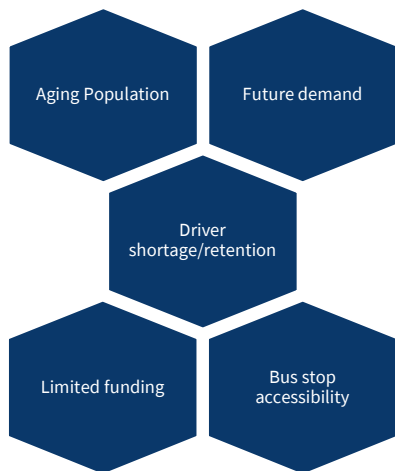 Aging Population
Future demand
Driver
shortage/retention
Limited funding
Bus stop
accessibility